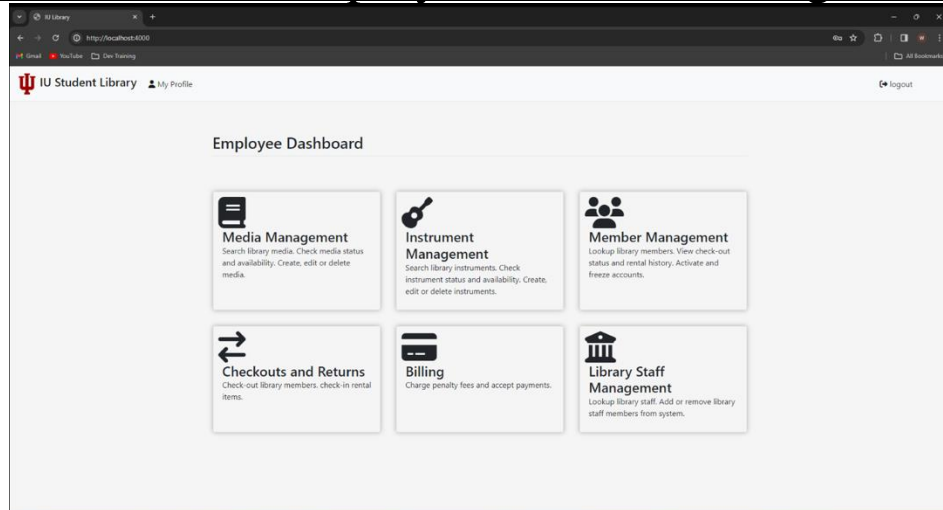 IU Library
http://localhost:4000
Gmail
YouTube
Dev Training
All Bookmarks
IU Student Library
My Profile
logout
Employee Dashboard
Media Management
Search library media. Check media status
and availability. Create, edit or delete
media.
Instrument
Management
Search library instruments. Check
instrument status and availability. Create,
edit or delete instruments.
Member Management
Lookup library members. View check-out
status and rental history. Activate and
freeze accounts.
Checkouts and Returns
Check-out library members. check-in rental
items.
Billing
Charge penalty fees and accept payments.
Library Staff
Management
Lookup library staff. Add or remove library
staff members from system.